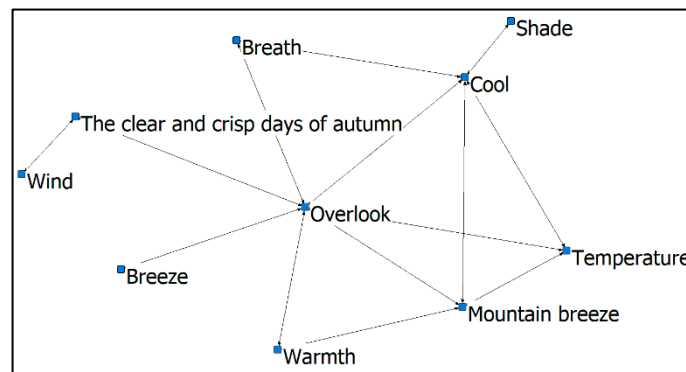 Shade
Breath
Cool
The clear and crisp days of autumn
Wind
Overlook
Temperature
Breeze
Mountain breeze
Warmth